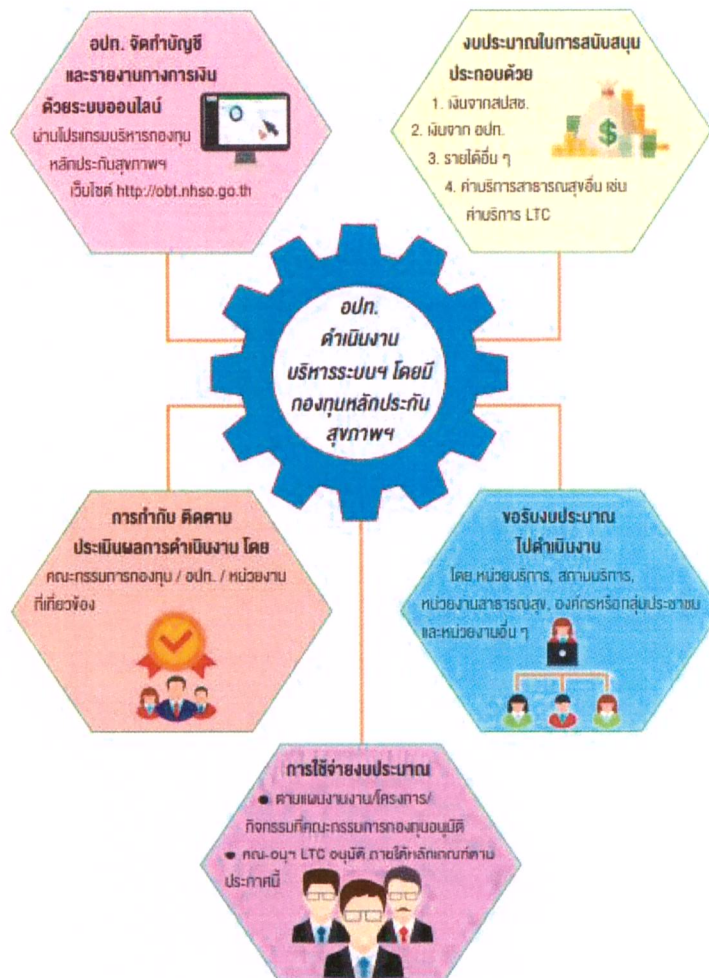 อปท. จัดทำบัญชี
และรายงานทางการเงิน
ด้วยระบบออนไลน์
ผ่านโปรแกรมบริหารกองทุน
หลักประกันสุขภาพฯ
เว็บไซต์ http://obt.nhso.go.th
งบประมาณในการสนับสนุน
ประกอบด้วย
1. เงินจากสปสช.
2. เงินจาก อปท.
3. รายได้อื่น ๆ
4. ค่าบริการสาธารณสุขอื่น เช่น
ค่าบริการ LTC
$
อปท.
ดำเนินงาน
บริหารระบบฯ โดยมี
กองทุนหลักประกัน
สุขภาพฯ
การกำกับ ติดตาม
ประเมินผลการดำเนินงาน โดย
คณะกรรมการกองทุน / อปท. / หน่วยงาน
ที่เกี่ยวข้อง
ขอรับงบประมาณ
ไปดำเนินงาน
โดย หน่วยบริการ, สถานบริการ,
หน่วยงานสาธารณสุข, องค์กรหรือกลุ่มประชาชน
และหน่วยงานอื่น ๆ
การใช้จ่ายงบประมาณ
● ตามแผนงานงาน/โครงการ/
กิจกรรมที่คณะกรรมการกองทุนอนุมัติ
● คณะอนุฯ LTC อนุมัติ ภายใต้หลักเกณฑ์ตาม
ประกาศนี้